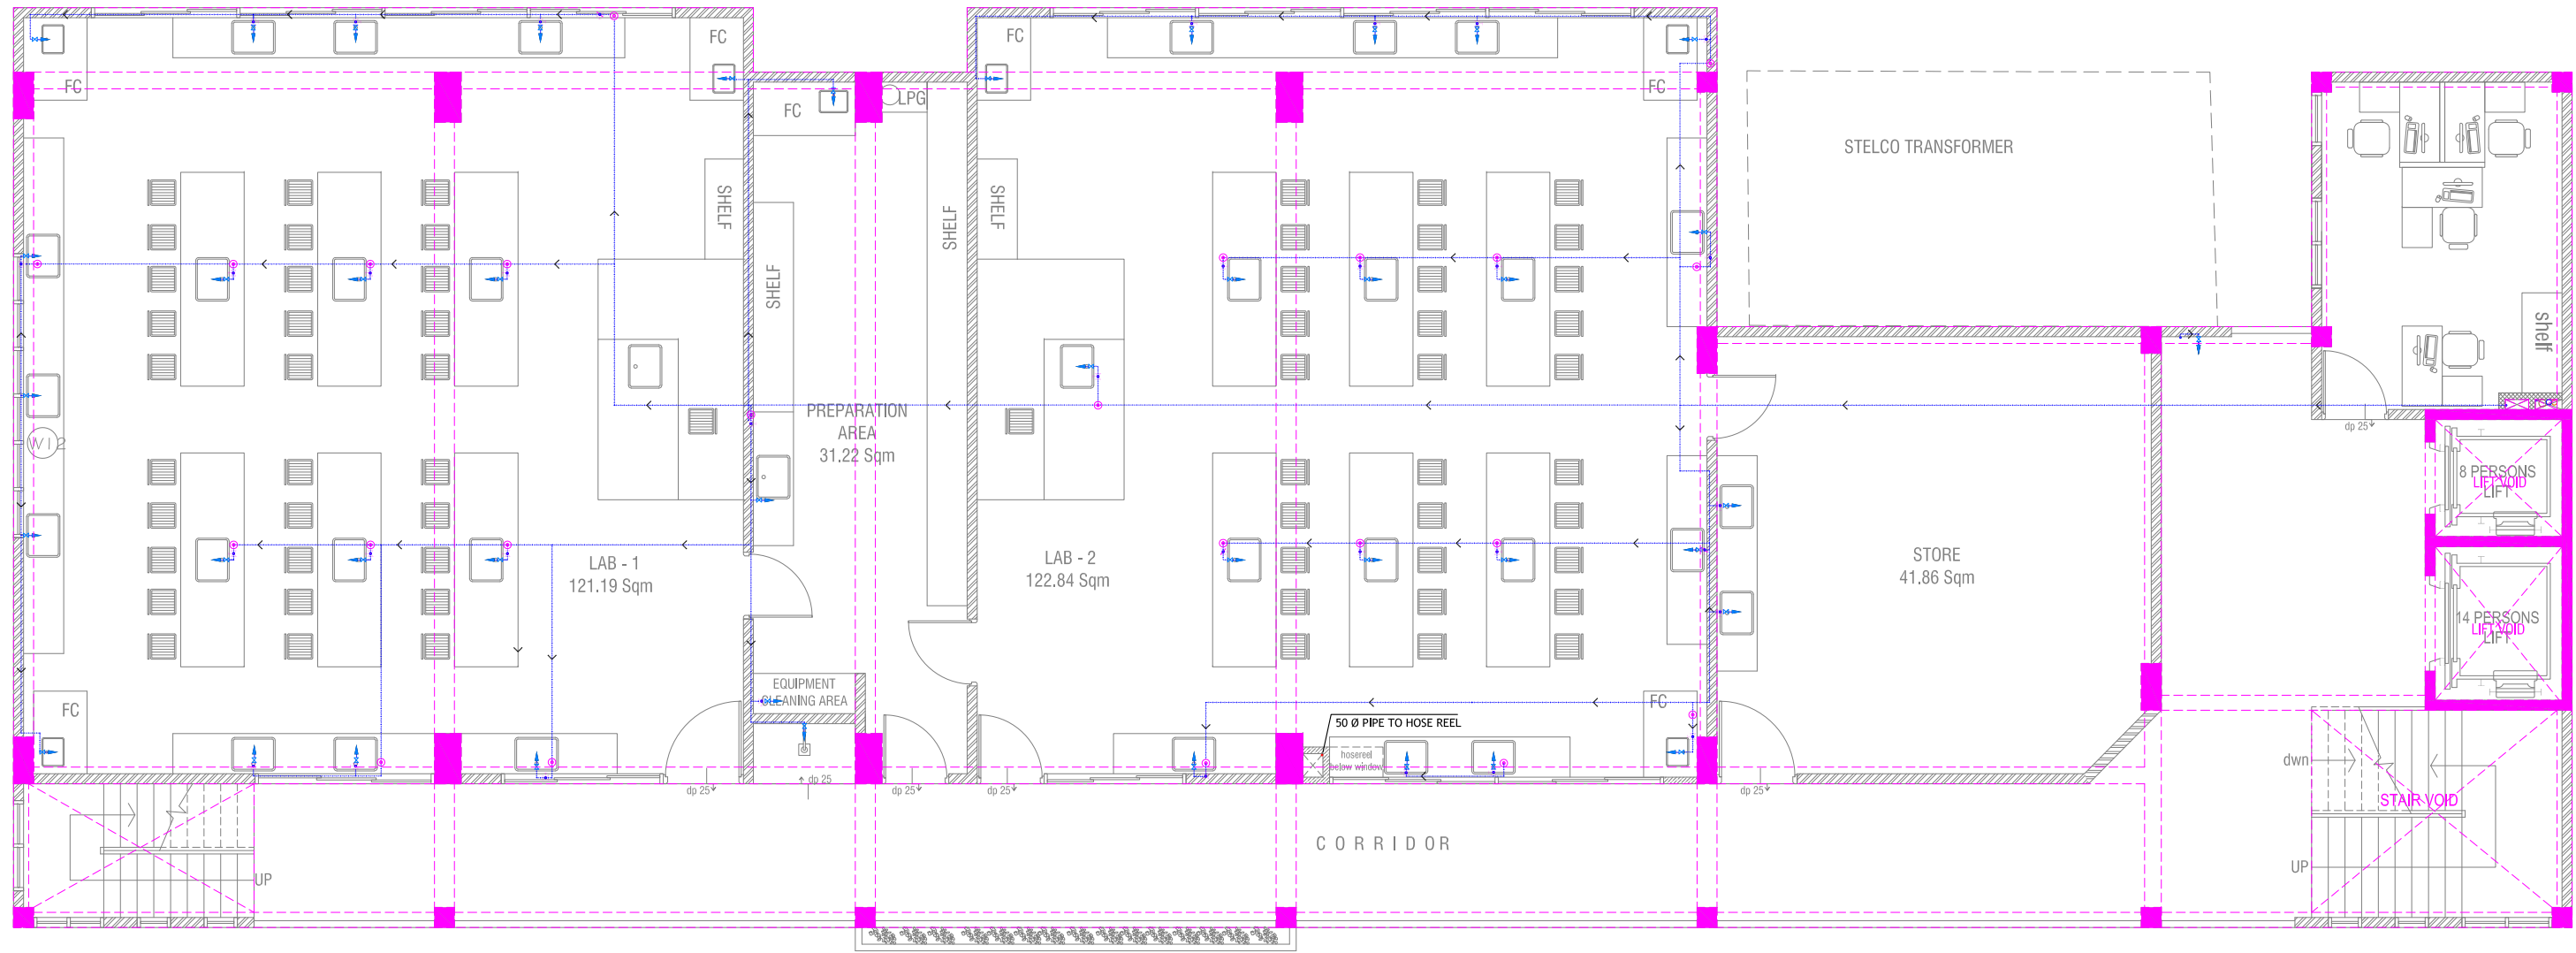 FC
FC
FC
LPG
FC
FC
FC
STELCO TRANSFORMER
SHELF
SHELF
SHELF
SHELF
shelf
PREPARATION
AREA
31.22 Sqm
W12
dp 25
8 PERSONS
LIFT VOID
LIFT
LAB - 1
121.19 Sqm
LAB - 2
122.84 Sqm
STORE
41.86 Sqm
14 PERSONS
LIFT VOID
LIFT
EQUIPMENT
CLEANING AREA
FC
FC
50 Ø PIPE TO HOSE REEL
hosereel
below window
dwn
dp 25
dp 25
dp 25
dp 25
dp 25
STAIR VOID
CORRIDOR
UP
UP